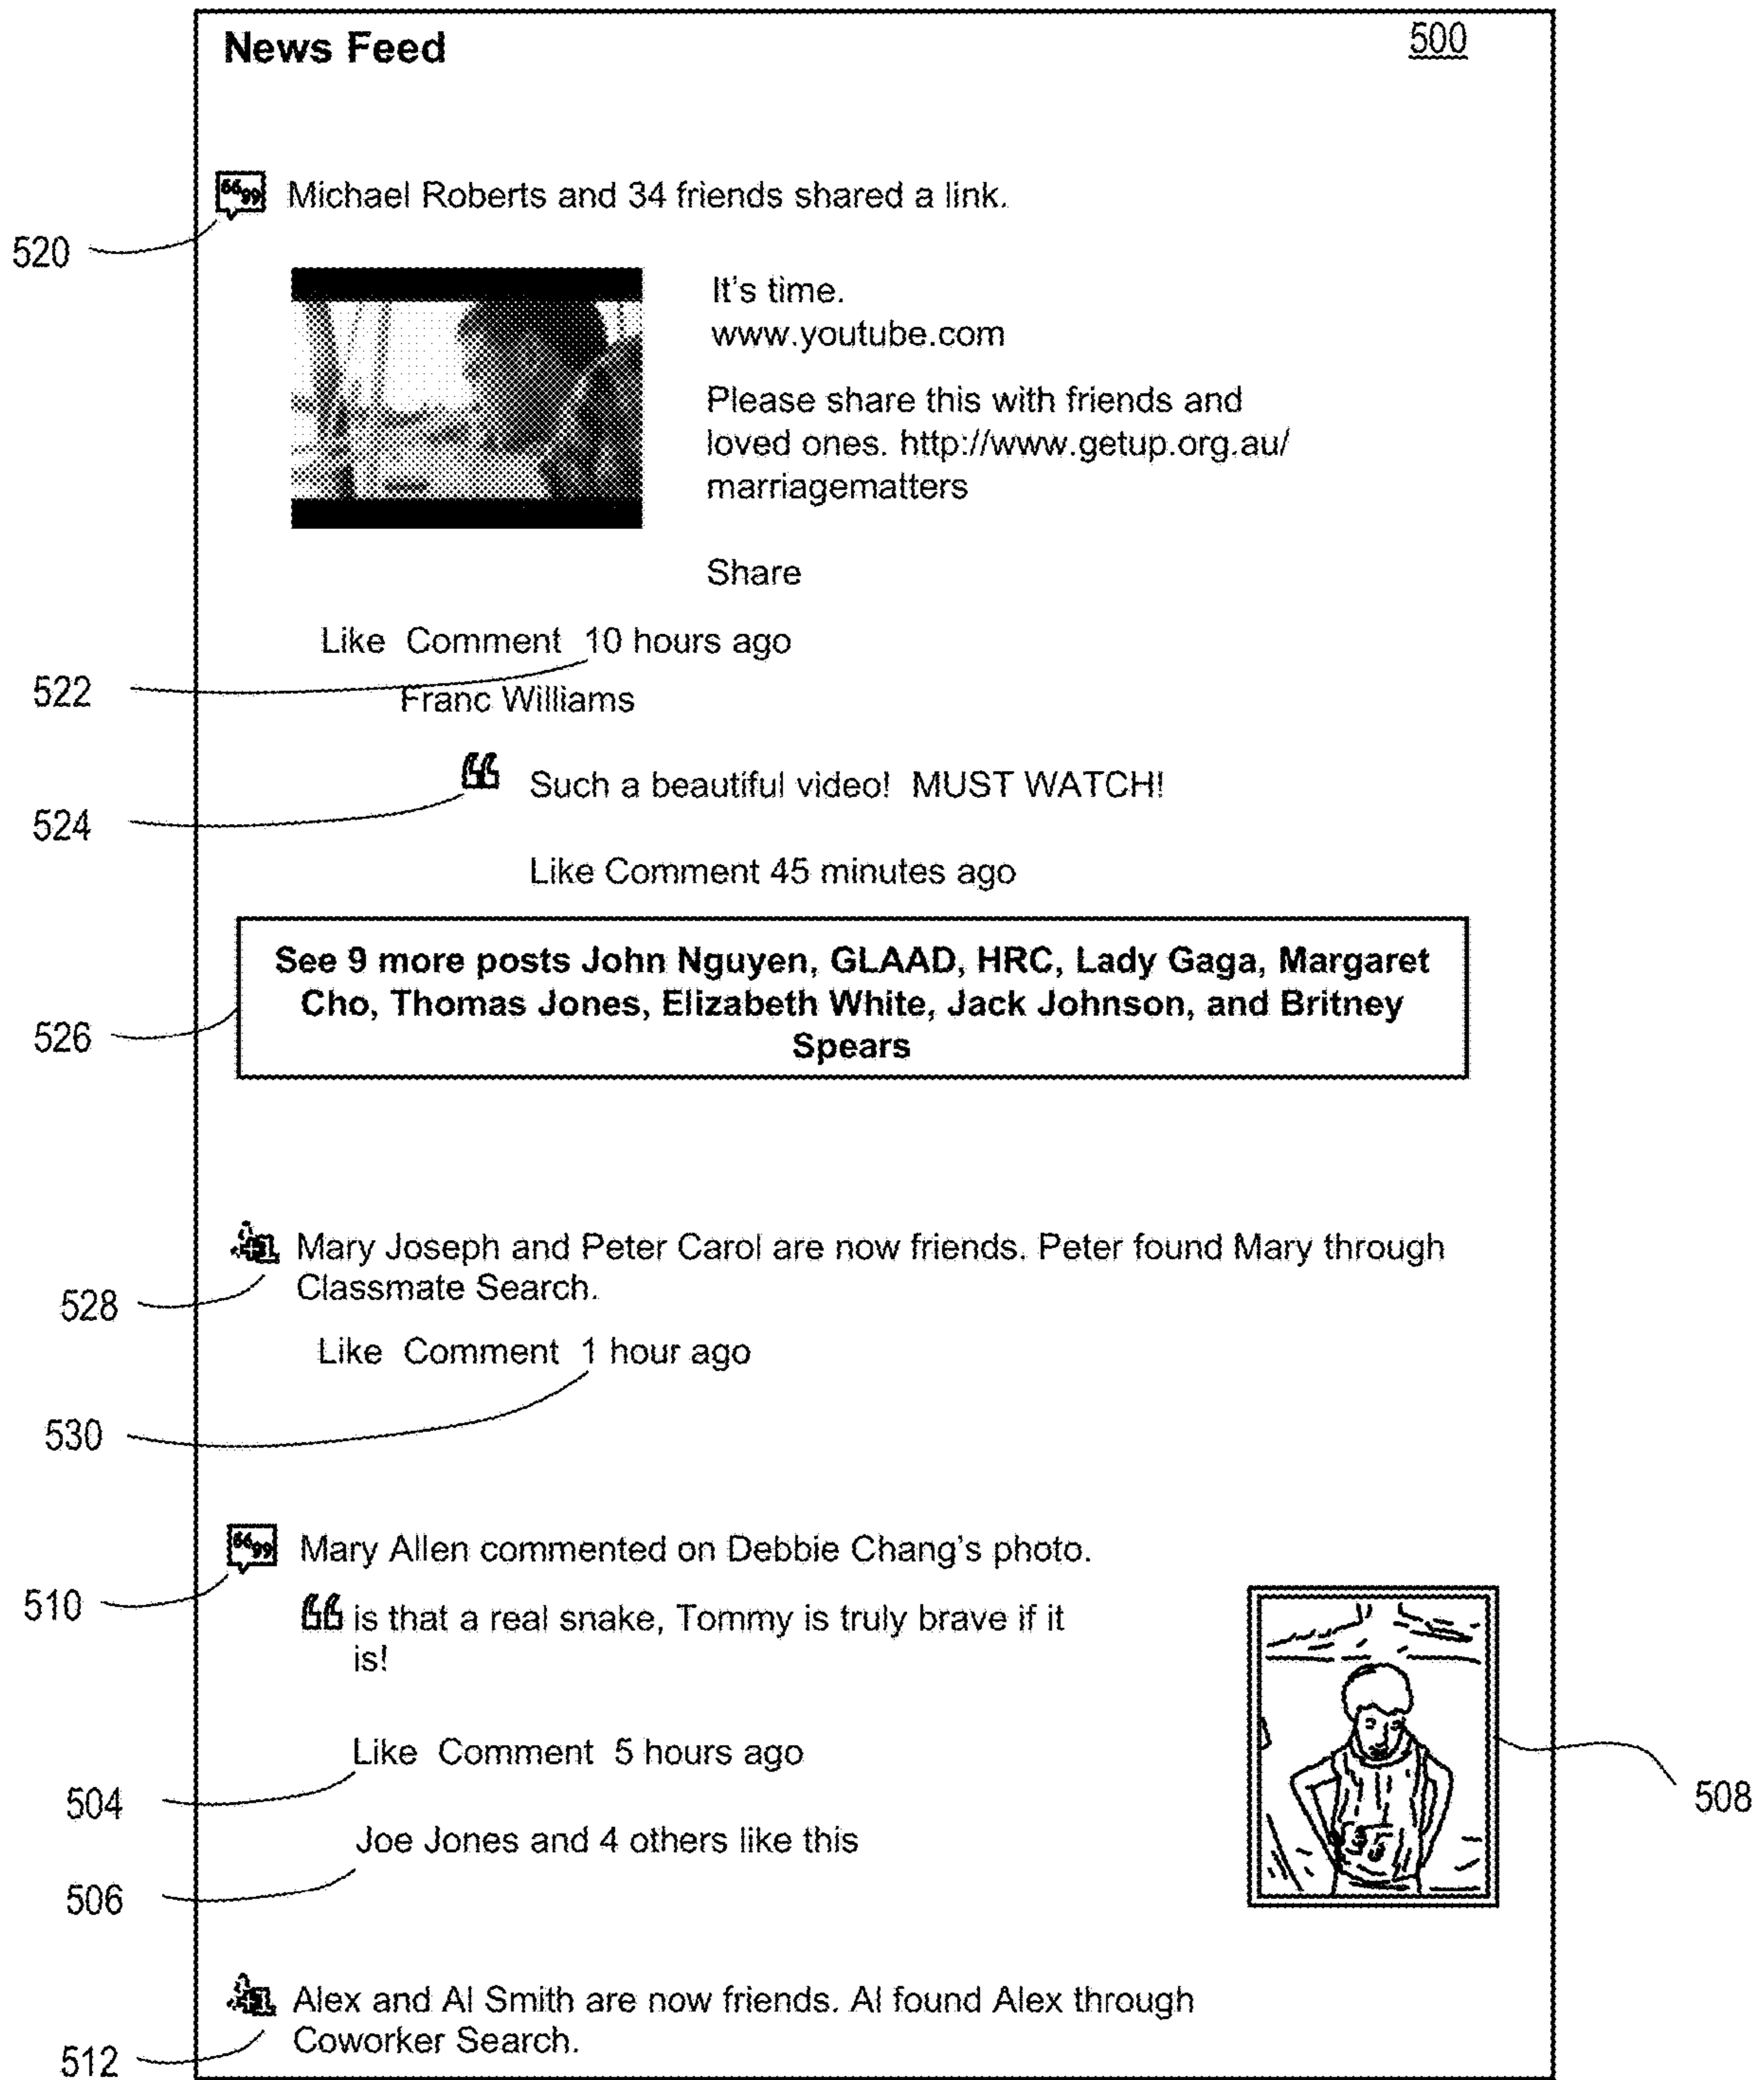 News Feed 500
Michael Roberts and 34 friends shared a link.
520
It's time.
www.youtube.com
Please share this with friends and
loved ones. http://www.getup.org.au/
marriagematters
Share
Like Comment 10 hours ago
522
Franc Williams
“ Such a beautiful video! MUST WATCH!
524
Like Comment 45 minutes ago
See 9 more posts John Nguyen, GLAAD, HRC, Lady Gaga, Margaret
Cho, Thomas Jones, Elizabeth White, Jack Johnson, and Britney
Spears
526
Mary Joseph and Peter Carol are now friends. Peter found Mary through
Classmate Search.
528
Like Comment 1 hour ago
530
Mary Allen commented on Debbie Chang's photo.
510
“ is that a real snake, Tommy is truly brave if it
is!
Like Comment 5 hours ago
504
508
Joe Jones and 4 others like this
506
Alex and Al Smith are now friends. Al found Alex through
Coworker Search.
512